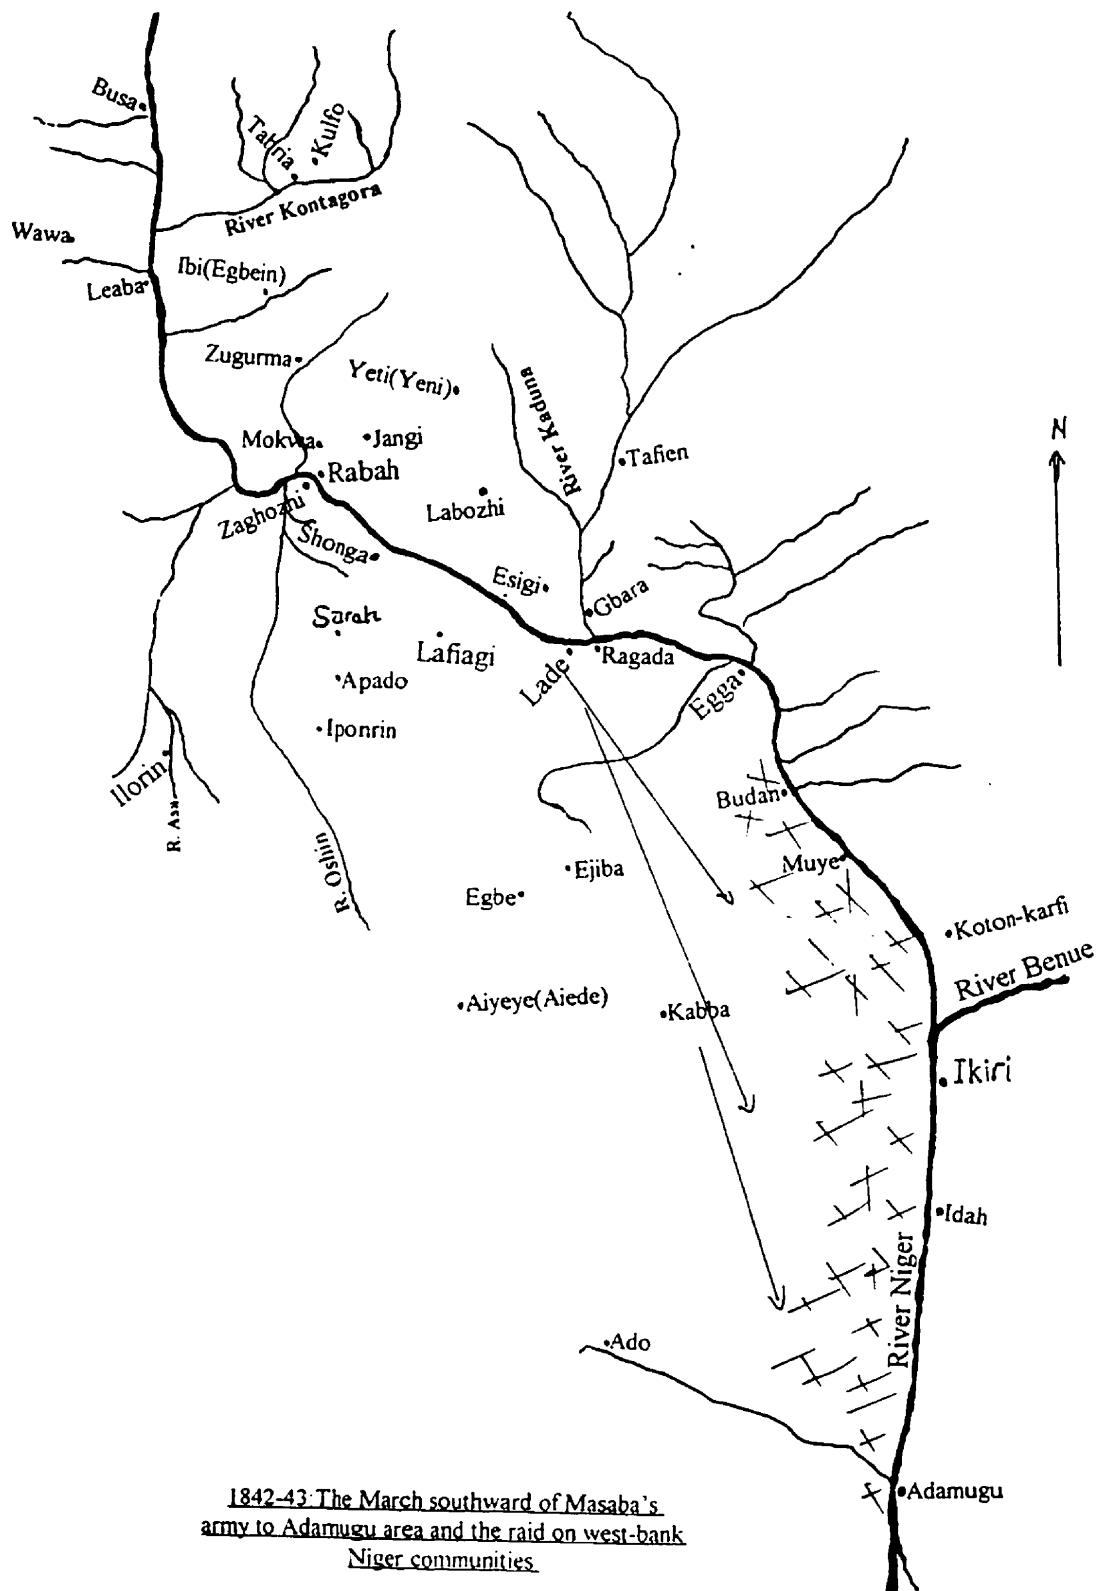 Busa
Tabria
Kulfo
River Kontagora
Wawa
Ibi(Egbein)
Leaba
Zugurma
Yeti(Yeni)
River Kaduna
N
Mokwa
Jangi
Tafien
Rabah
Zaghozhi
Labozhi
Shonga
Esigi
Gbara
Surah
Lafiagi
Lade
Ragada
Apado
Egga
Iponrin
Ilorin
R. Asa
Budan
R. Oshin
Muye
Ejiba
Egbe
Koton-karfi
River Benue
Aiyeye(Aiede)
Kabba
Ikiri
Idah
River Niger
Ado
Adamugu
1842-43:The March southward of Masaba's
army to Adamugu area and the raid on west-bank
Niger communities